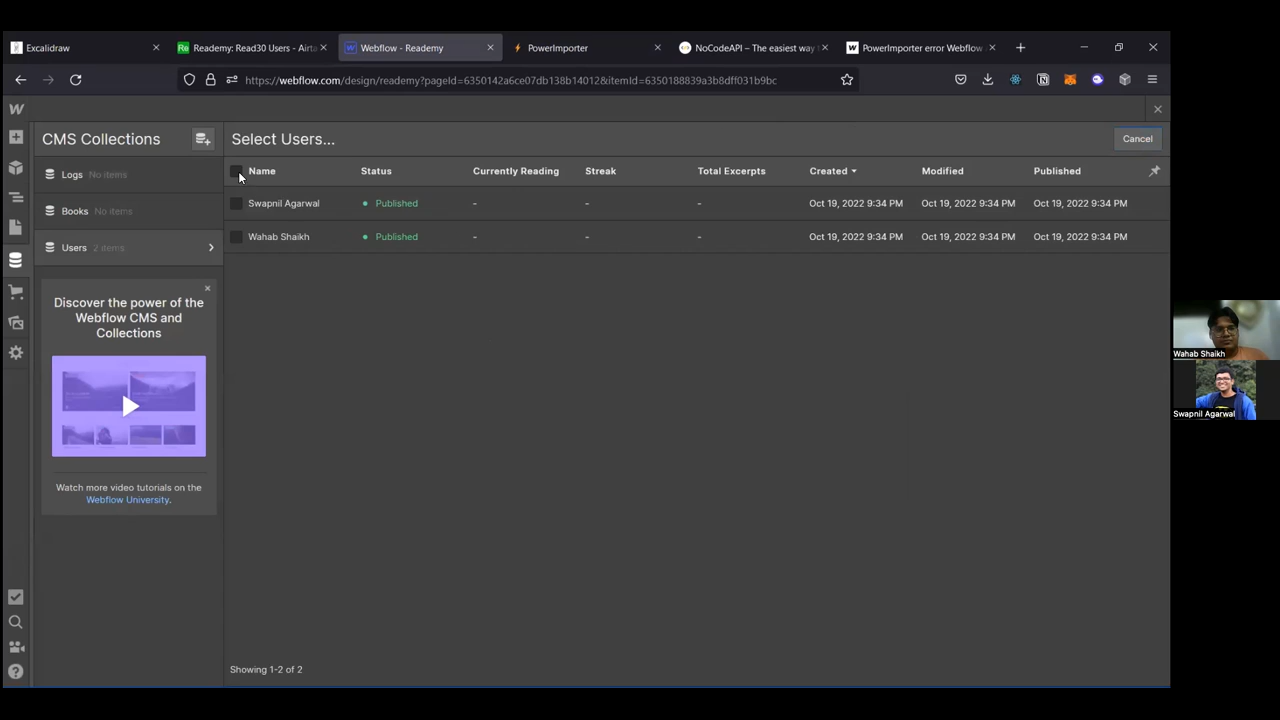 Excalidraw
Reademy: Read30 Users - Airta
Webflow - Reademy
PowerImporter
NoCodeAPI – The easiest way t
PowerImporter error Webflow
https://webflow.com/design/reademy?pageId=6350142a6ce07db138b14012&itemId=6350188839a3b8dff031b9bc
CMS Collections
Select Users...
Cancel
Logs No items
Name Status Currently Reading Streak Total Excerpts Created Modified Published
Books No items
Swapnil Agarwal Published - - - Oct 19, 2022 9:34 PM Oct 19, 2022 9:34 PM Oct 19, 2022 9:34 PM
Users 2 items
Wahab Shaikh Published - - - Oct 19, 2022 9:34 PM Oct 19, 2022 9:34 PM Oct 19, 2022 9:34 PM
Discover the power of the
Webflow CMS and
Collections
Watch more video tutorials on the
Webflow University.
Showing 1-2 of 2
Wahab Shaikh
Swapnil Agarwal